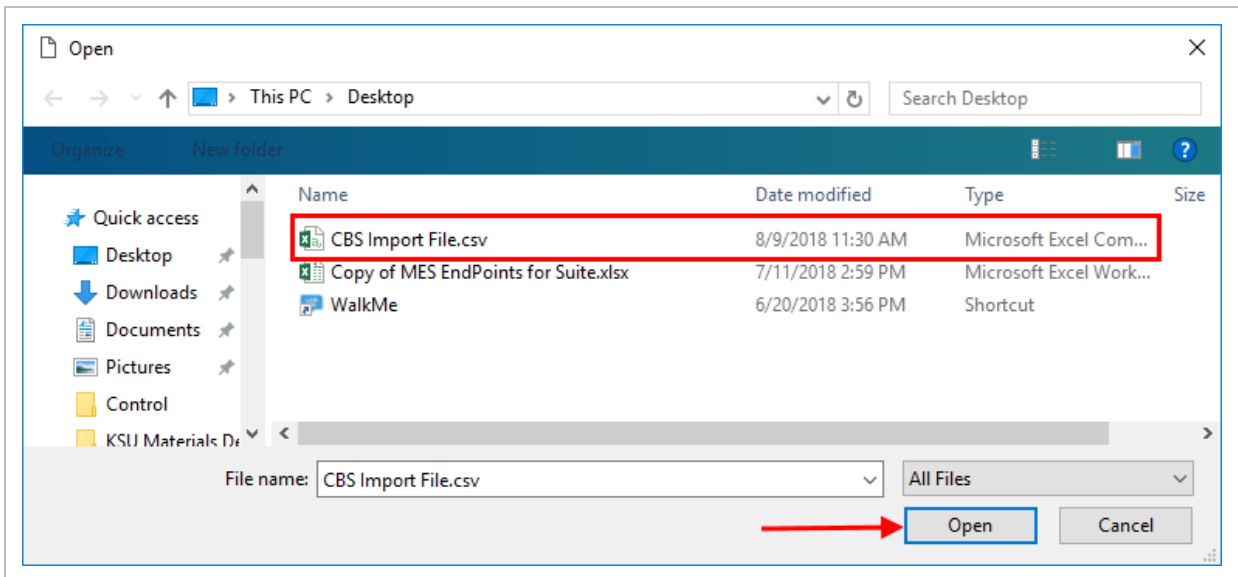 Open
This PC > Desktop
Search Desktop
Organize New folder
?
Name Date modified Type Size
Quick access
Desktop
Downloads
Documents
Pictures
Control
KSU Materials De
CBS Import File.csv 8/9/2018 11:30 AM Microsoft Excel Com...
Copy of MES EndPoints for Suite.xlsx 7/11/2018 2:59 PM Microsoft Excel Work...
WalkMe 6/20/2018 3:56 PM Shortcut
File name: CBS Import File.csv All Files
Open Cancel